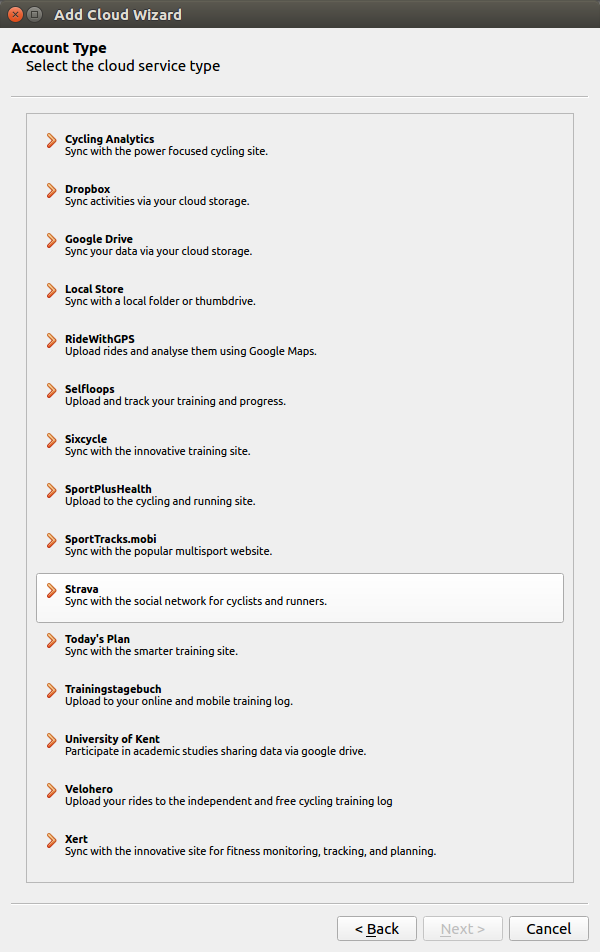 Add Cloud Wizard
Account Type
Select the cloud service type
Cycling Analytics
Sync with the power focused cycling site.
Dropbox
Sync activities via your cloud storage.
Google Drive
Sync your data via your cloud storage.
Local Store
Sync with a local folder or thumbdrive.
RideWithGPS
Upload rides and analyse them using Google Maps.
Selfloops
Upload and track your training and progress.
Sixcycle
Sync with the innovative training site.
SportPlusHealth
Upload to the cycling and running site.
SportTracks.mobi
Sync with the popular multisport website.
Strava
Sync with the social network for cyclists and runners.
Today's Plan
Sync with the smarter training site.
Trainingstagebuch
Upload to your online and mobile training log.
University of Kent
Participate in academic studies sharing data via google drive.
Velohero
Upload your rides to the independent and free cycling training log
Xert
Sync with the innovative site for fitness monitoring, tracking, and planning.
< Back Next > Cancel